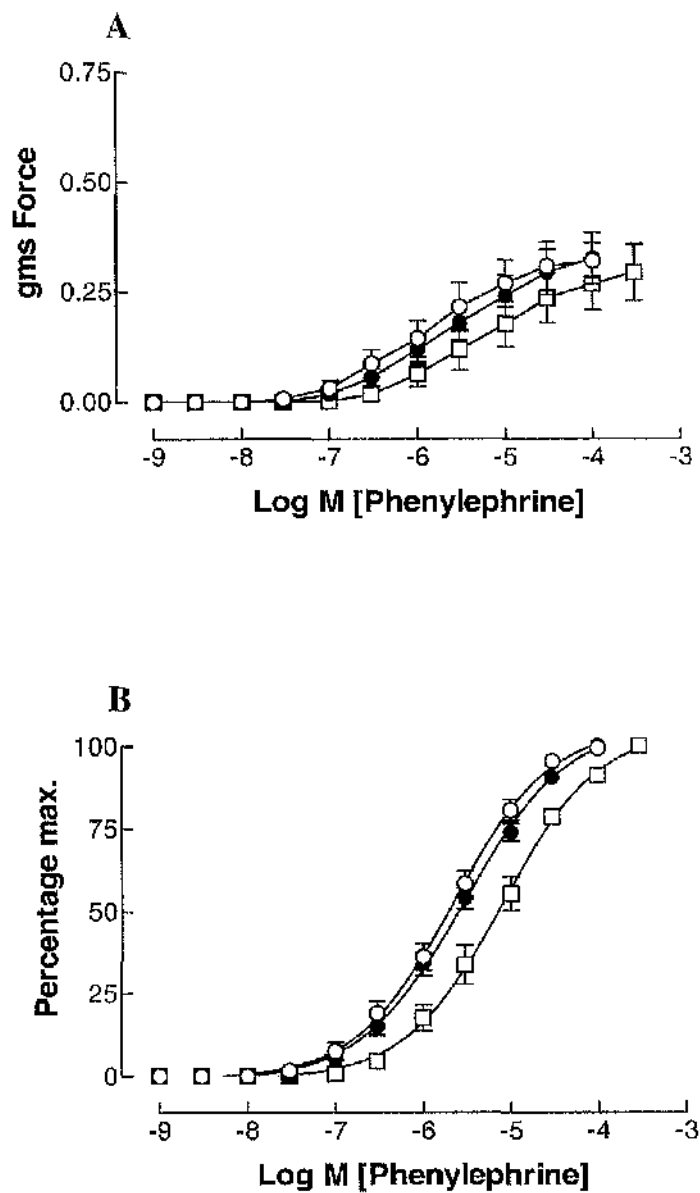 A
0.75
0.50
0.25
0.00
gms Force
-9 -8 -7 -6 -5 -4 -3
Log M [Phenylephrine]
B
100
75
50
25
0
Percentage max.
-9 -8 -7 -6 -5 -4 -3
Log M [Phenylephrine]